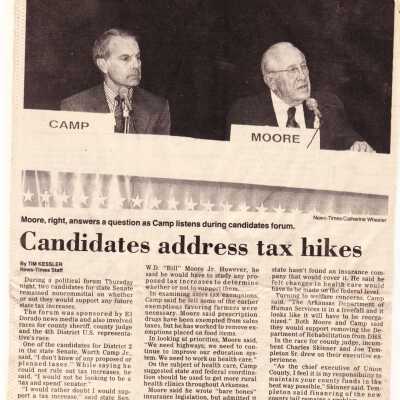 CAMP
MOORE
News-Times/Catherine Wheeler
Moore, right, answers a question as Camp listens during candidates forum.
Candidates address tax hikes
By TIM KESSLER
News-Times Staff
During a political forum Thursday
night, two candidates for state Senate
remained noncommittal on whether
or not they would support any future
state tax increases.
The forum was sponsored by El
Dorado news media and also involved
races for county sheriff, county judge
and the 4th District U.S. representa-
tive's race.
One of the candidates for District 2
in the state Senate, Wurth Camp Jr.,
said, "I don't know of any proposed or
planned taxes." While saying he
could not rule out tax increases, he
said, "I would not be looking to be a
'tax and spend' senator."
"I would rather doubt I would sup-
port a tax increase," said state Sen.
W.D. "Bill" Moore Jr. However, he
said he would have to study any pro-
posed tax increases to determine
whether or not to support them.
In examining future tax exemptions,
Camp said he felt some of the earlier
exemptions favoring farmers were
necessary. Moore said prescription
drugs have been exempted from sales
taxes, but he has worked to remove ex-
emptions placed on food items.
In looking at priorities, Moore said,
"We need highways; we need to con-
tinue to improve our education sys-
tem. We need to work on health care."
On the subject of health care, Camp
suggested state and federal coordina-
tion should be used to get more rural
health clinics throughout Arkansas.
Moore said he wrote "bare bones"
insurance legislation, but admitted it
state hasn't found an insurance com-
pany that would cover it. He said he
felt changes in health care would
have to be made on the federal level.
Turning to welfare concerns, Camp
said, "The Arkansas Department of
Human Services is in a freefall and it
looks like it will have to be reorga-
nized." Both Moore and Camp said
they would support removing the De-
partment of Rehabilitation from DHS.
In the race for county judge, incum-
bent Charles Skinner and Joe Tem-
pleton Sr. drew on their executive ex-
perience.
"As the chief executive of Union
County, I feel it is my responsibility to
maintain your county funds in the
best way possible," Skinner said. Tem-
pleton said financing of the new